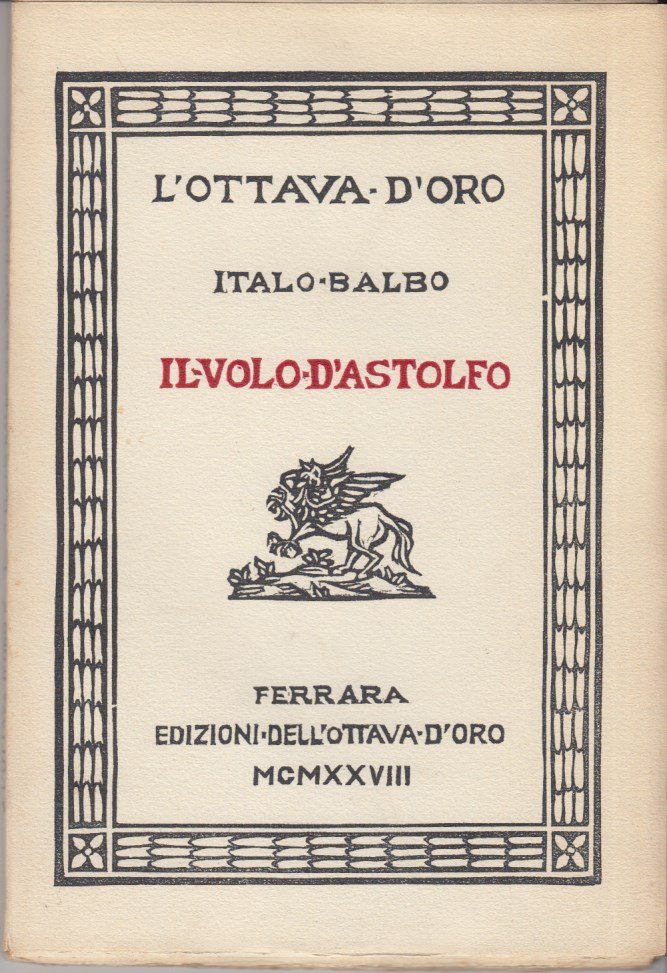 L'OTTAVA·D'ORO
ITALO·BALBO
IL·VOLO·D'ASTOLFO
FERRARA
EDIZIONI·DELL'OTTAVA·D'ORO
MCMXXVIII